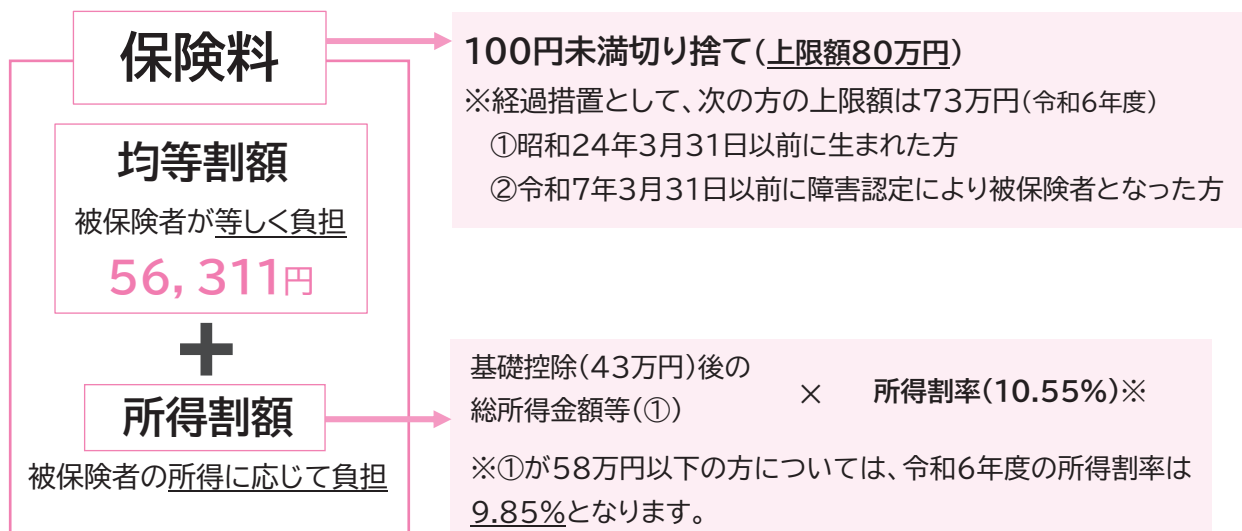 保険料
100円未満切り捨て(上限額80万円)
※経過措置として、次の方の上限額は73万円(令和6年度)
①昭和24年3月31日以前に生まれた方
②令和7年3月31日以前に障害認定により被保険者となった方
均等割額
被保険者が等しく負担
56,311円
+
所得割額
被保険者の所得に応じて負担
基礎控除(43万円)後の
総所得金額等(①)
× 所得割率(10.55%)※
※①が58万円以下の方については、令和6年度の所得割率は
9.85%となります。